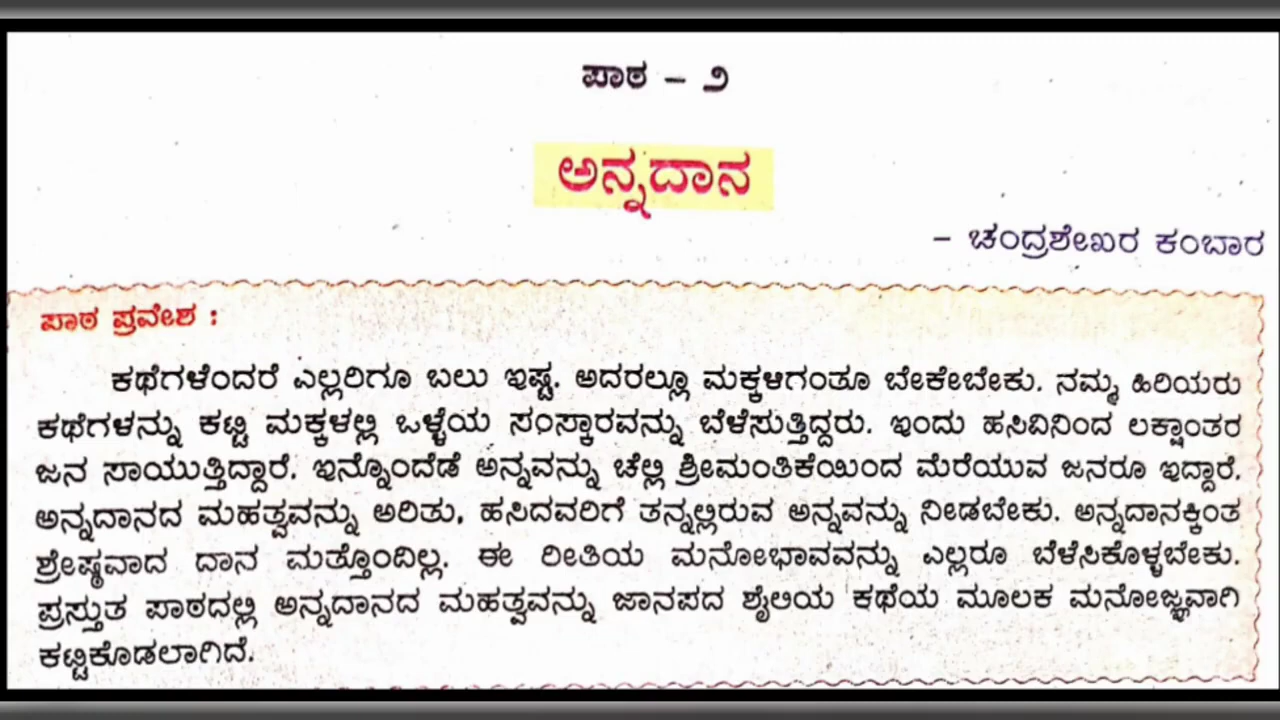 ಪಾಠ – ೨
ಅನ್ನದಾನ
– ಚಂದ್ರಶೇಖರ ಕಂಬಾರ
ಪಾಠ ಪ್ರವೇಶ :
ಕಥೆಗಳೆಂದರೆ ಎಲ್ಲರಿಗೂ ಬಲು ಇಷ್ಟ. ಅದರಲ್ಲೂ ಮಕ್ಕಳಿಗಂತೂ ಬೇಕೇಬೇಕು. ನಮ್ಮ ಹಿರಿಯರು
ಕಥೆಗಳನ್ನು ಕಟ್ಟಿ ಮಕ್ಕಳಲ್ಲಿ ಒಳ್ಳೆಯ ಸಂಸ್ಕಾರವನ್ನು ಬೆಳೆಸುತ್ತಿದ್ದರು. ಇಂದು ಹಸಿವಿನಿಂದ ಲಕ್ಷಾಂತರ
ಜನ ಸಾಯುತ್ತಿದ್ದಾರೆ. ಇನ್ನೊಂದೆಡೆ ಅನ್ನವನ್ನು ಚೆಲ್ಲಿ ಶ್ರೀಮಂತಿಕೆಯಿಂದ ಮೆರೆಯುವ ಜನರೂ ಇದ್ದಾರೆ.
ಅನ್ನದಾನದ ಮಹತ್ವವನ್ನು ಅರಿತು, ಹಸಿದವರಿಗೆ ತನ್ನಲ್ಲಿರುವ ಅನ್ನವನ್ನು ನೀಡಬೇಕು. ಅನ್ನದಾನಕ್ಕಿಂತ
ಶ್ರೇಷ್ಠವಾದ ದಾನ ಮತ್ತೊಂದಿಲ್ಲ. ಈ ರೀತಿಯ ಮನೋಭಾವವನ್ನು ಎಲ್ಲರೂ ಬೆಳೆಸಿಕೊಳ್ಳಬೇಕು.
ಪ್ರಸ್ತುತ ಪಾಠದಲ್ಲಿ ಅನ್ನದಾನದ ಮಹತ್ವವನ್ನು ಜಾನಪದ ಶೈಲಿಯ ಕಥೆಯ ಮೂಲಕ ಮನೋಜ್ಞವಾಗಿ
ಕಟ್ಟಿಕೊಡಲಾಗಿದೆ.